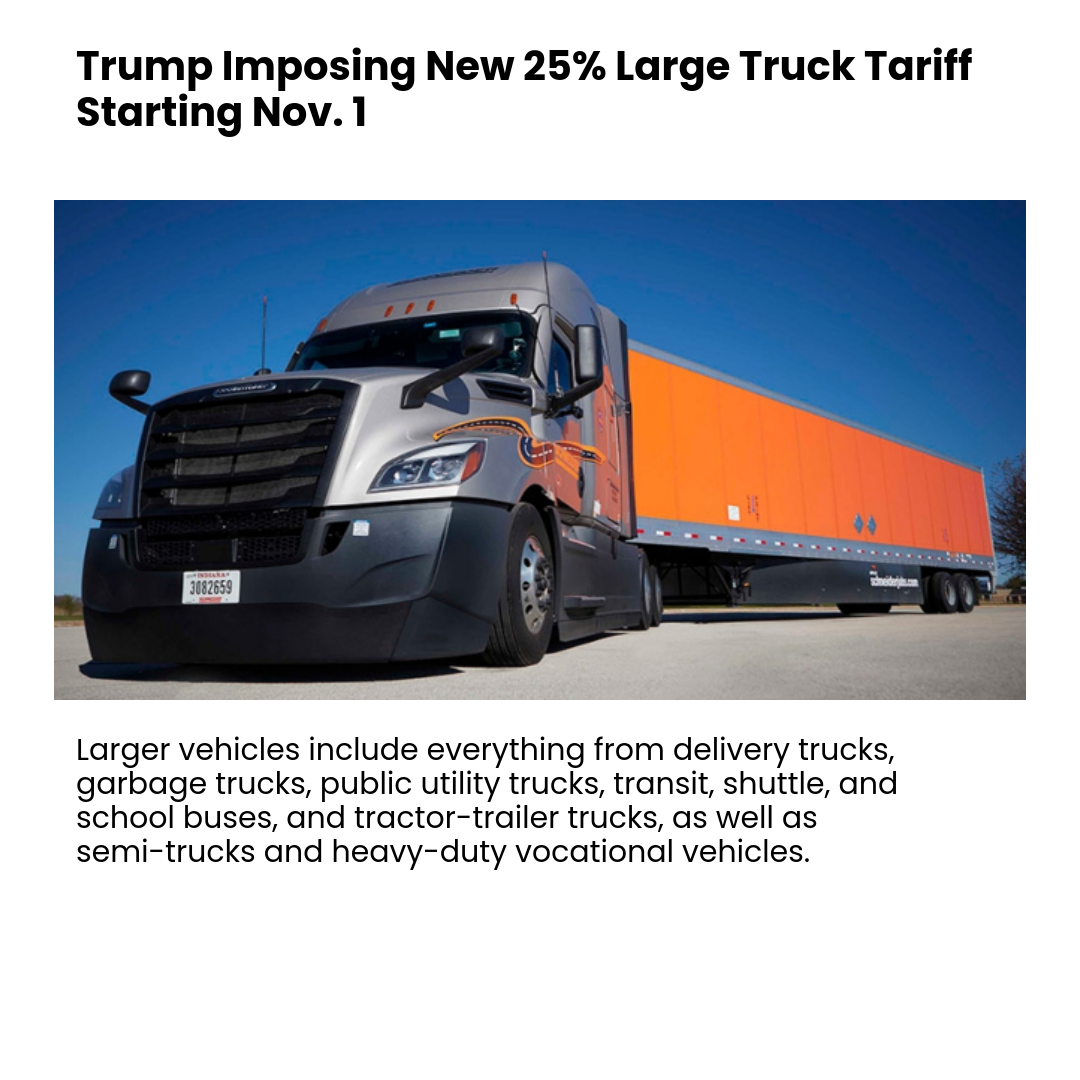 Trump Imposing New 25% Large Truck Tariff
Starting Nov. 1
INDIANA
3082659
schneiderjobs.com
Larger vehicles include everything from delivery trucks,
garbage trucks, public utility trucks, transit, shuttle, and
school buses, and tractor-trailer trucks, as well as
semi-trucks and heavy-duty vocational vehicles.